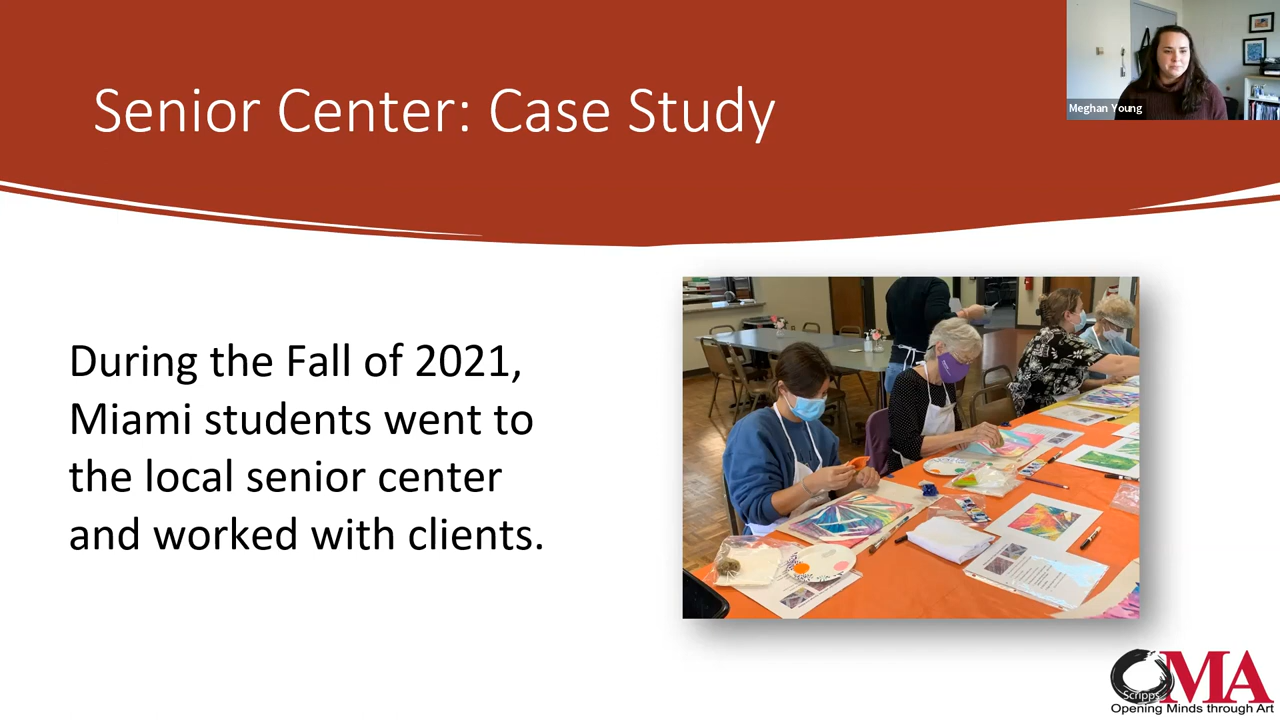 Senior Center: Case Study
Meghan Young
During the Fall of 2021,
Miami students went to
the local senior center
and worked with clients.
OMA
Scripps
Opening Minds through Art